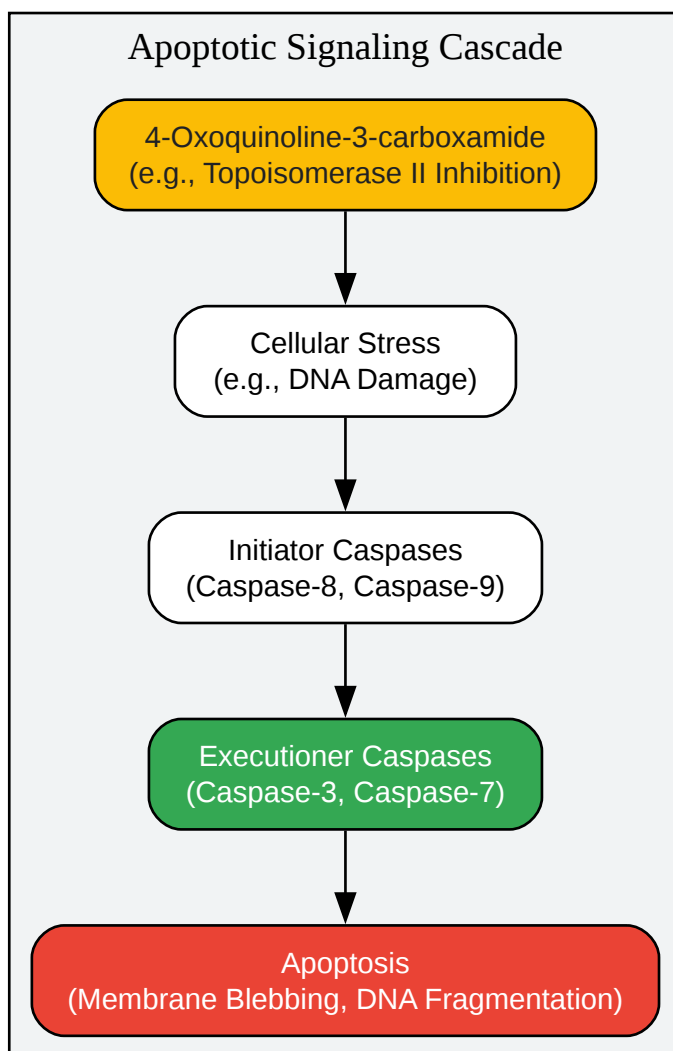 Apoptotic Signaling Cascade
4-Oxoquinoline-3-carboxamide
(e.g., Topoisomerase II Inhibition)
Cellular Stress
(e.g., DNA Damage)
Initiator Caspases
(Caspase-8, Caspase-9)
Executioner Caspases
(Caspase-3, Caspase-7)
Apoptosis
(Membrane Blebbing, DNA Fragmentation)